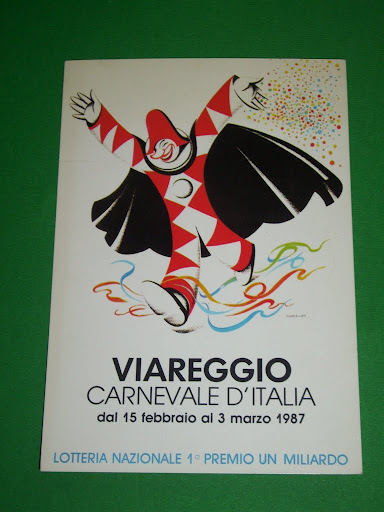 VIAREGGIO
CARNEVALE D'ITALIA
dal 15 febbraio al 3 marzo 1987
LOTTERIA NAZIONALE 1° PREMIO UN MILIARDO